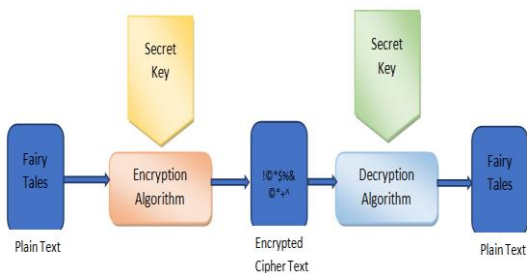 Secret
Key
Secret
Key
Fairy
Tales
Encryption
Algorithm
!©*$%&
©*+^
Decryption
Algorithm
Fairy
Tales
Plain Text
Encrypted
Cipher Text
Plain Text